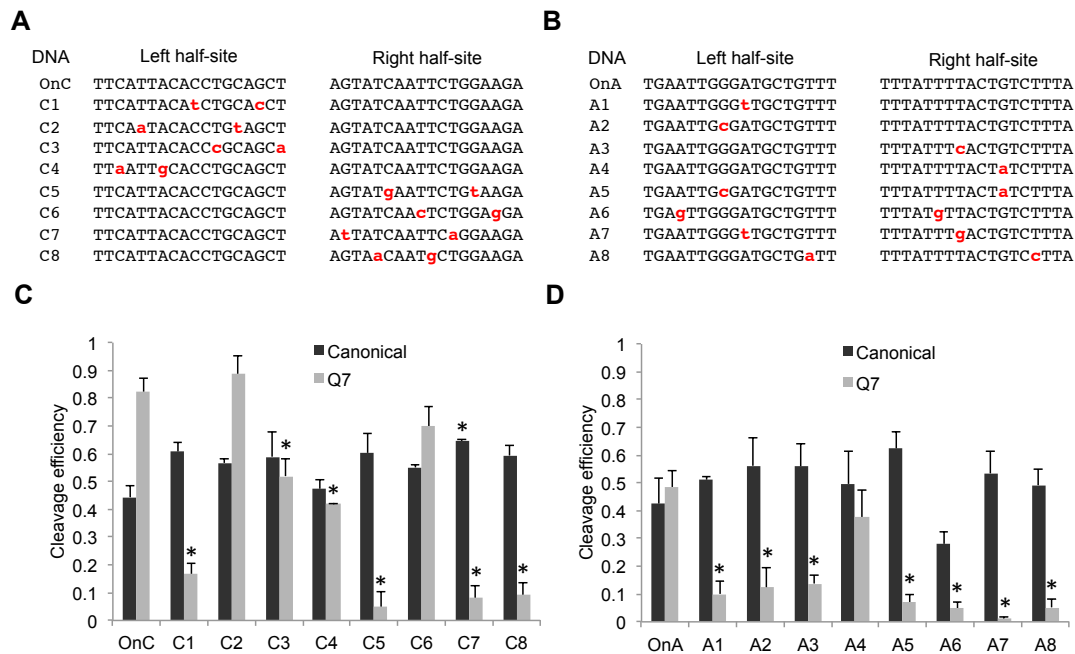 A
DNA Left half-site Right half-site
OnC TTCATTACACCTGCAGCT AGTATCAATTCTGGAAGA
C1 TTCATTACAtCTGCAcCT AGTATCAATTCTGGAAGA
C2 TTCAaTACACCTGtAGCT AGTATCAATTCTGGAAGA
C3 TTCATTACACCcGCAGCa AGTATCAATTCTGGAAGA
C4 TTaATTgCACCTGCAGCT AGTATCAATTCTGGAAGA
C5 TTCATTACACCTGCAGCT AGTATgAATTCTGtAAGA
C6 TTCATTACACCTGCAGCT AGTATCAAcTCTGGAgGA
C7 TTCATTACACCTGCAGCT AtTATCAATTCaGGAAGA
C8 TTCATTACACCTGCAGCT AGTAaCAATgCTGGAAGA
B
DNA Left half-site Right half-site
OnA TGAATTGGGATGCTGTTT TTTATTTTACTGTCTTTA
A1 TGAATTGGGtTGCTGTTT TTTATTTTACTGTCTTTA
A2 TGAATTGcGATGCTGTTT TTTATTTTACTGTCTTTA
A3 TGAATTGGGATGCTGTTT TTTATTTcACTGTCTTTA
A4 TGAATTGGGATGCTGTTT TTTATTTTACTaTCTTTA
A5 TGAATTGcGATGCTGTTT TTTATTTTACTaTCTTTA
A6 TGAgTTGGGATGCTGTTT TTTATgTTACTGTCTTTA
A7 TGAATTGGGtTGCTGTTT TTTATTTgACTGTCTTTA
A8 TGAATTGGGATGCTGaTT TTTATTTTACTGTCcTTA
C
Cleavage efficiency
1
0.9
0.8
0.7
0.6
0.5
0.4
0.3
0.2
0.1
0
Canonical
Q7
* * * * * * *
OnC C1 C2 C3 C4 C5 C6 C7 C8
D
Cleavage efficiency
1
0.9
0.8
0.7
0.6
0.5
0.4
0.3
0.2
0.1
0
Canonical
Q7
* * * * * * *
OnA A1 A2 A3 A4 A5 A6 A7 A8